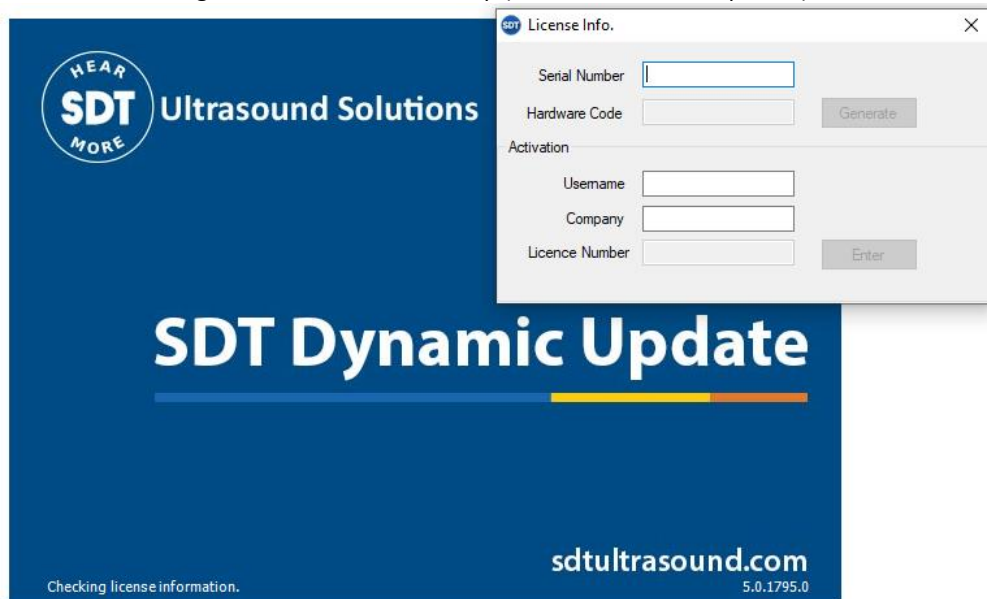 HEAR
SDT
MORE
Ultrasound Solutions
SDT License Info.
Serial Number
Hardware Code Generate
Activation
Username
Company
Licence Number Enter
SDT Dynamic Update
sdtultrasound.com
Checking license information. 5.0.1795.0